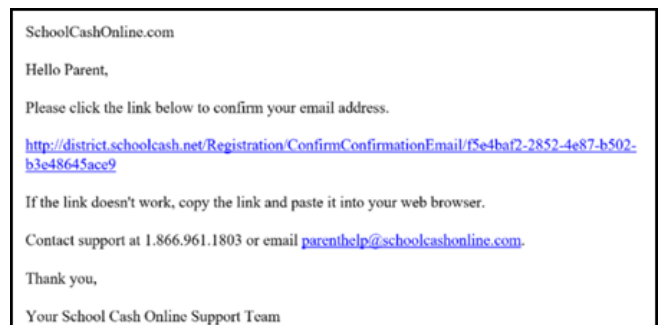 SchoolCashOnline.com
Hello Parent,
Please click the link below to confirm your email address.
http://district.schoolcash.net/Registration/ConfirmConfirmationEmail/f5e4baf2-2852-4e87-b502-
b3e48645ace9
If the link doesn't work, copy the link and paste it into your web browser.
Contact support at 1.866.961.1803 or email parenthelp@schoolcashonline.com.
Thank you,
Your School Cash Online Support Team